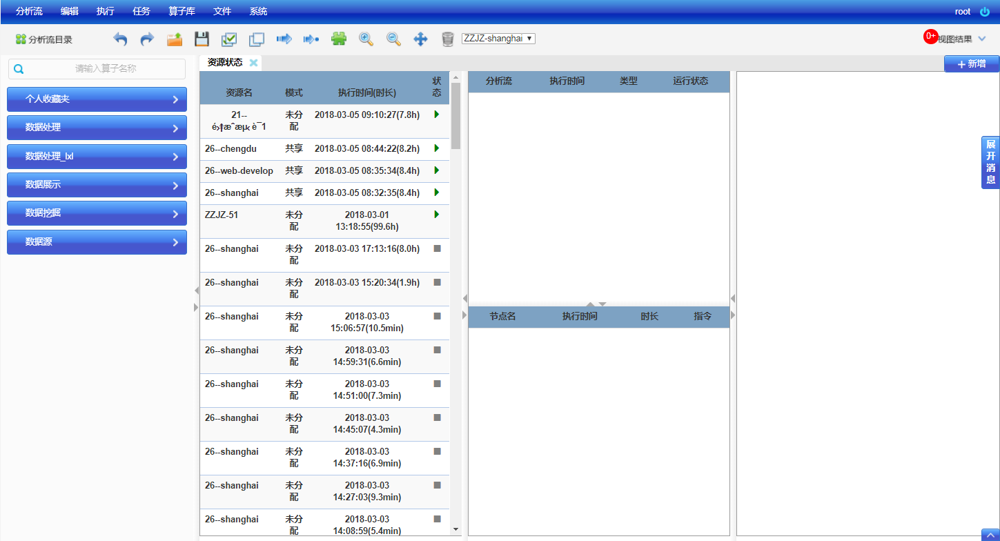 分析流 编辑 执行 任务 算子库 文件 系统 root
分析流目录 ZZJZ-shanghai 0+ 视图结果
请输入算子名称
个人收藏夹
数据处理
数据处理_lxl
数据展示
数据挖掘
数据源
资源状态
资源名 模式 执行时间(时长) 状态
21-- 未分配 2018-03-05 09:10:27(7.8h)
26--chengdu 共享 2018-03-05 08:44:22(8.2h)
26--web-develop 共享 2018-03-05 08:35:34(8.4h)
26--shanghai 共享 2018-03-05 08:32:35(8.4h)
ZZJZ-51 未分配 2018-03-01 13:18:55(99.6h)
26--shanghai 未分配 2018-03-03 17:13:16(8.0h)
26--shanghai 未分配 2018-03-03 15:20:34(1.9h)
26--shanghai 未分配 2018-03-03 15:06:57(10.5min)
26--shanghai 未分配 2018-03-03 14:59:31(6.6min)
26--shanghai 未分配 2018-03-03 14:51:00(7.3min)
26--shanghai 未分配 2018-03-03 14:45:07(4.3min)
26--shanghai 未分配 2018-03-03 14:37:16(6.9min)
26--shanghai 未分配 2018-03-03 14:27:03(9.3min)
26--shanghai 未分配 2018-03-03 14:08:59(5.4min)
分析流 执行时间 类型 运行状态
节点名 执行时间 时长 指令
新增
展开消息